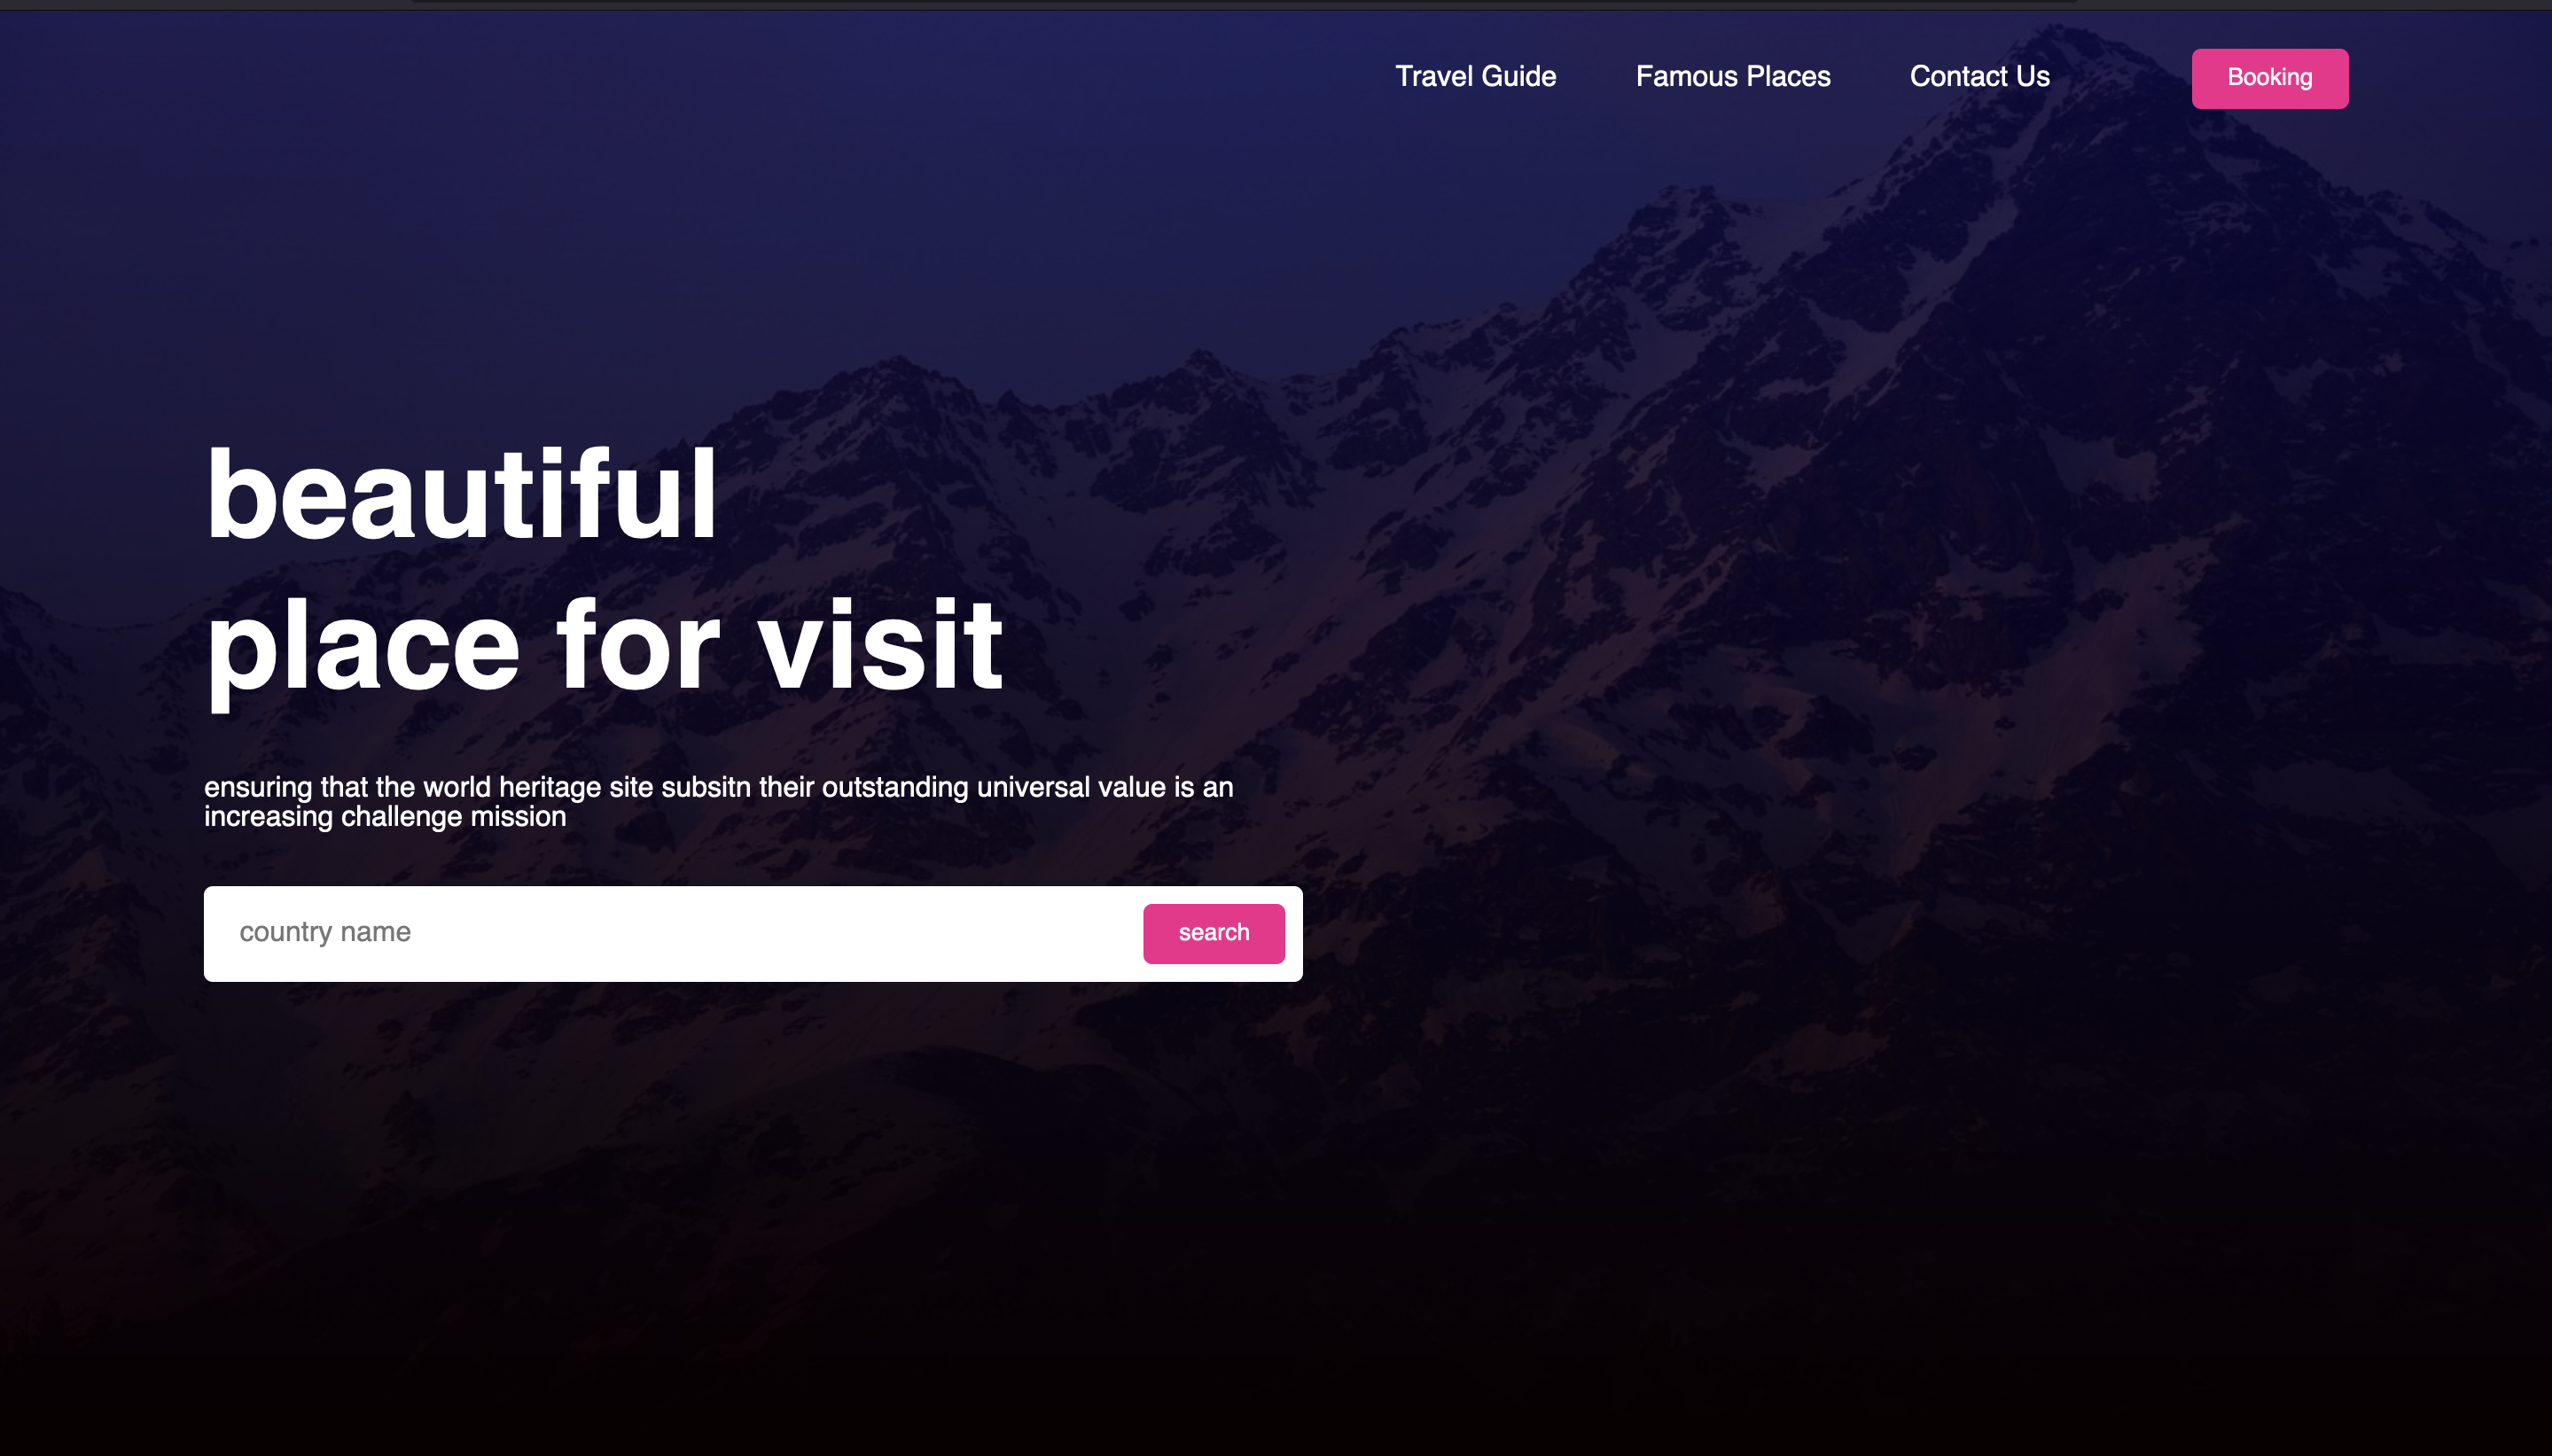 Travel Guide Famous Places Contact Us Booking
beautiful
place for visit
ensuring that the world heritage site subsitn their outstanding universal value is an
increasing challenge mission
country name search